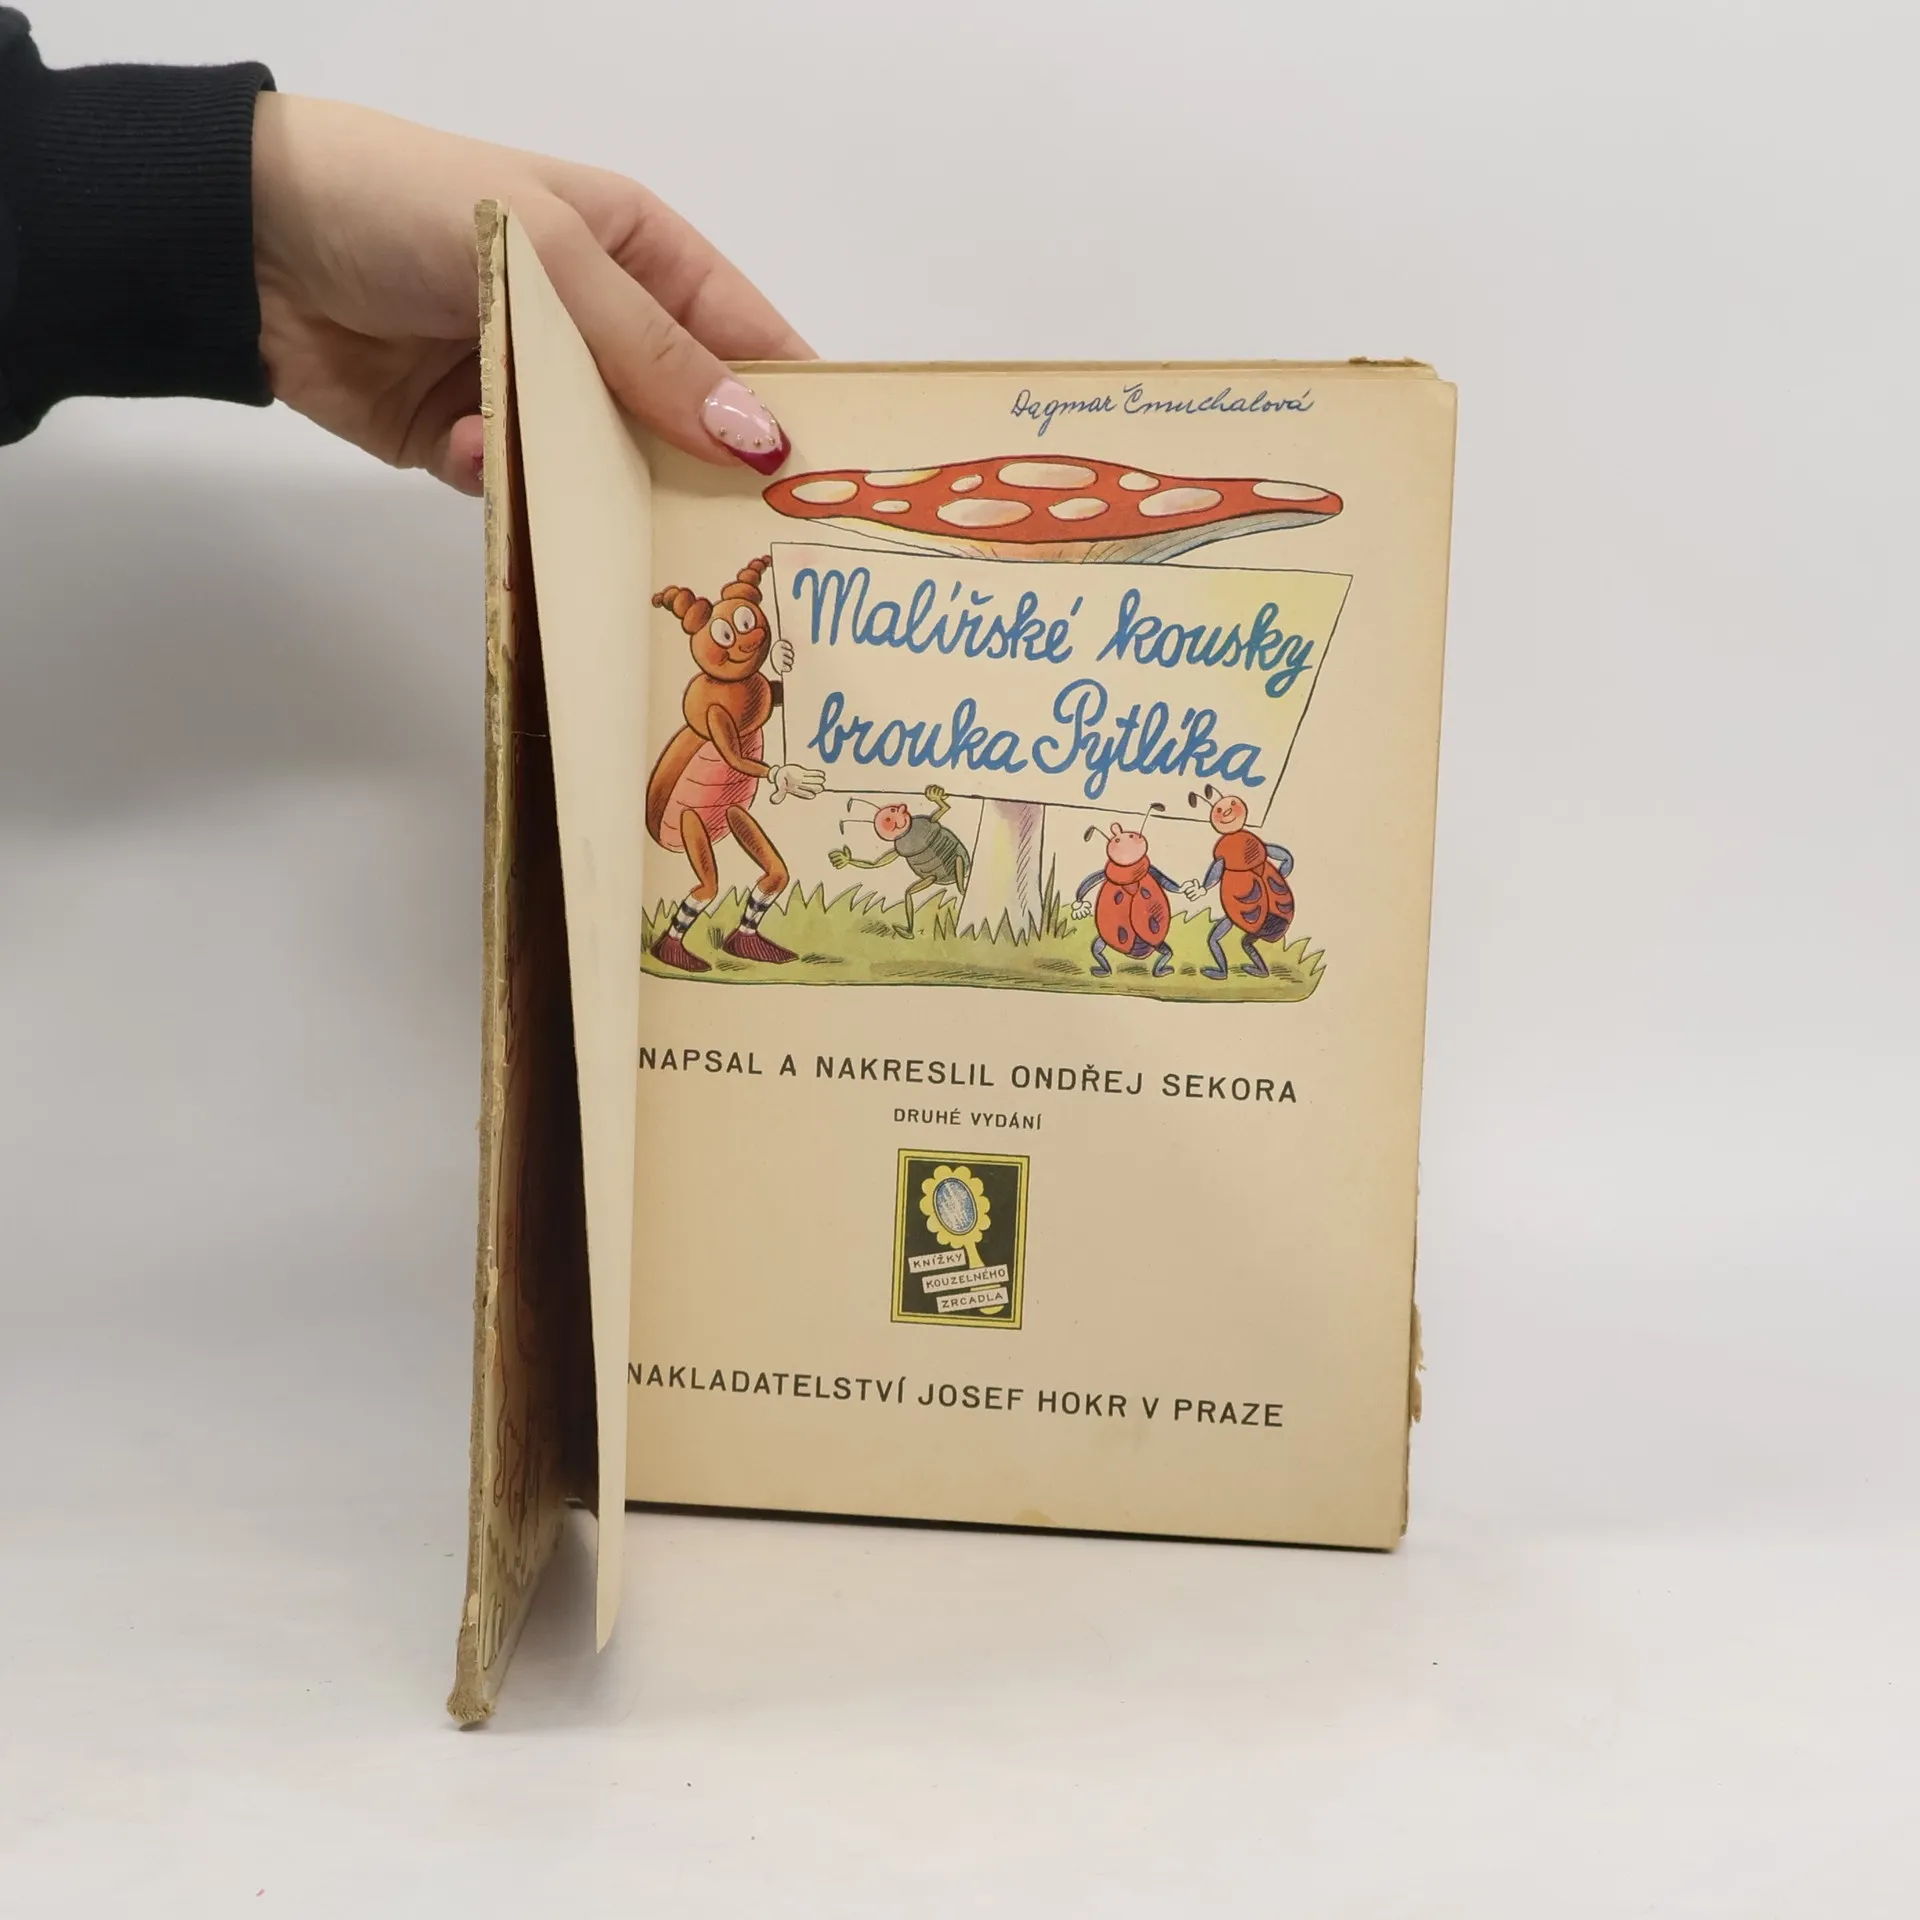 Dagmar Čmuchalová
Malířské kousky
brouka Pytlíka
NAPSAL A NAKRESLIL ONDŘEJ SEKORA
DRUHÉ VYDÁNÍ
KNÍŽKY
KOUZELNÉHO
ZRCADLA
NAKLADATELSTVÍ JOSEF HOKR V PRAZE